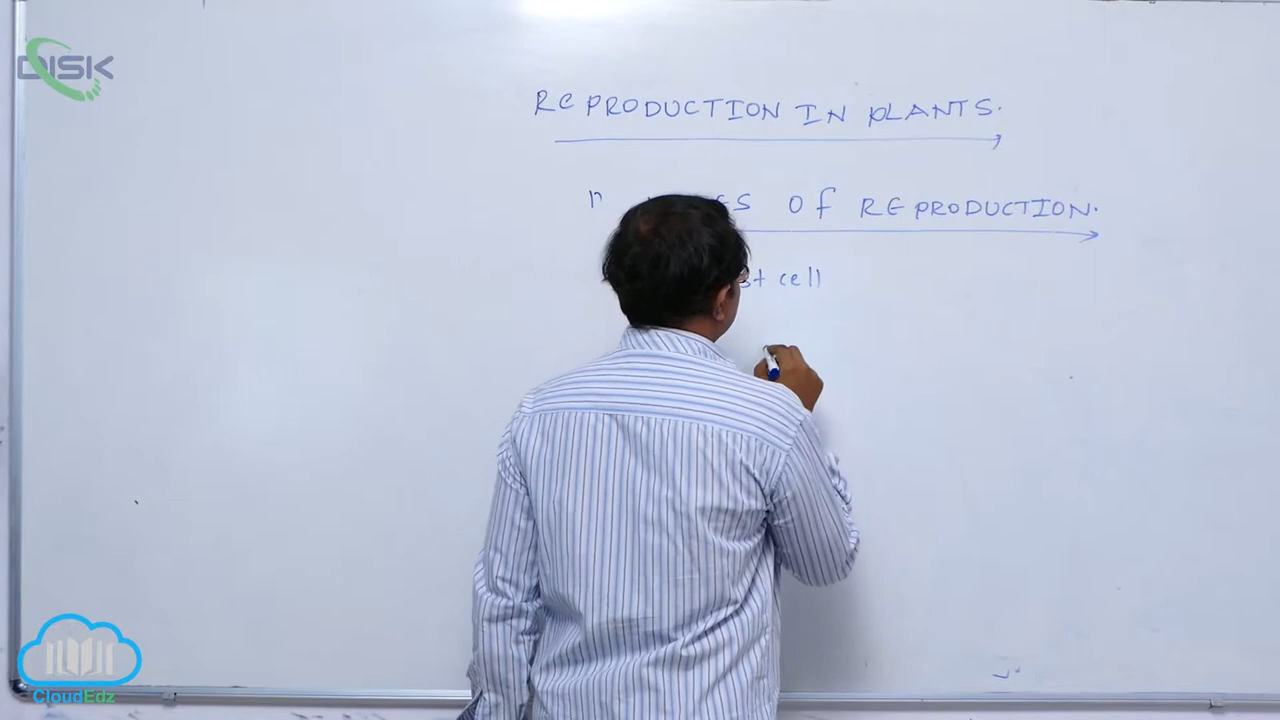 DISK
REPRODUCTION IN PLANTS.
OF REPRODUCTION.
cell
CloudEdz